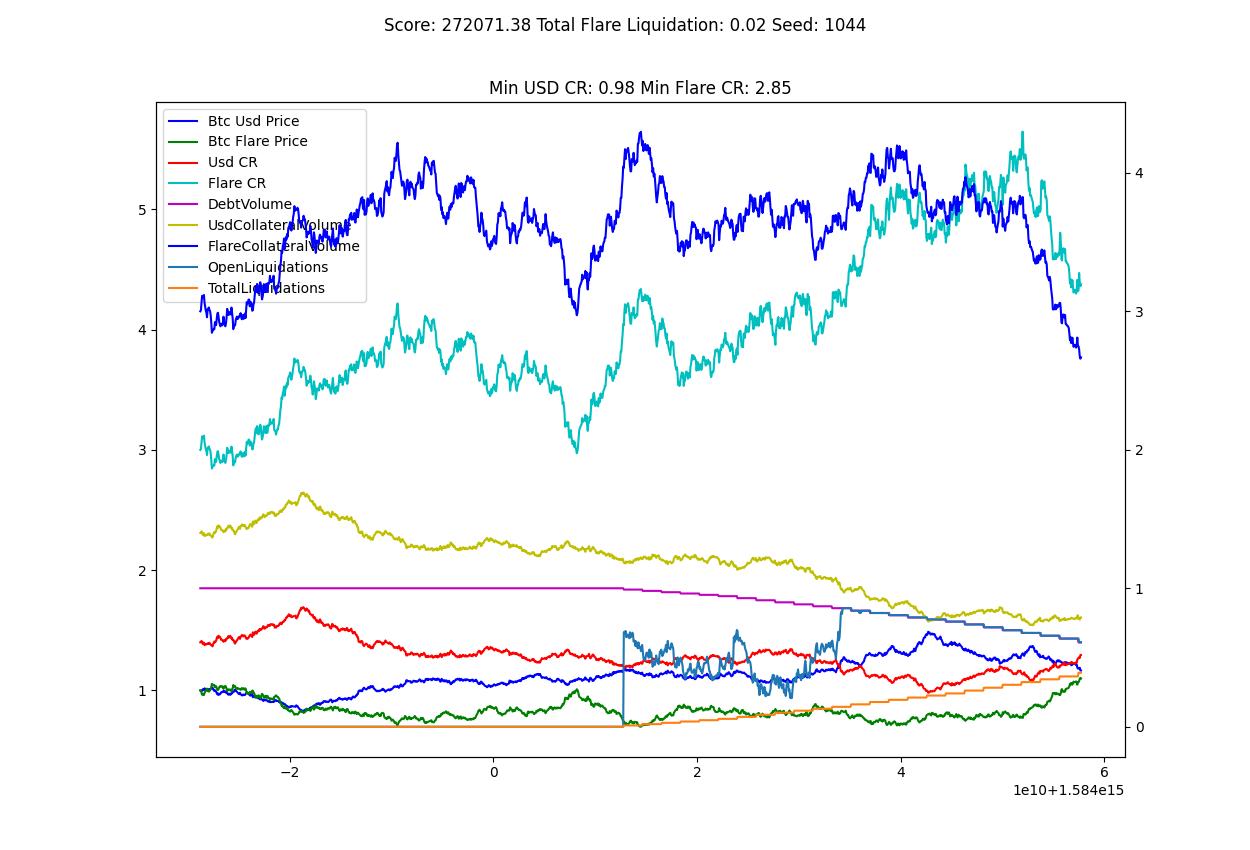 Score: 272071.38 Total Flare Liquidation: 0.02 Seed: 1044
Min USD CR: 0.98 Min Flare CR: 2.85
Btc Usd Price
Btc Flare Price
Usd CR
Flare CR
DebtVolume
UsdCollateralVolume
FlareCollateralVolume
OpenLiquidations
TotalLiquidations
5
4
3
2
1
4
3
2
1
0
−2
0
2
4
6
1e10+1.584e15